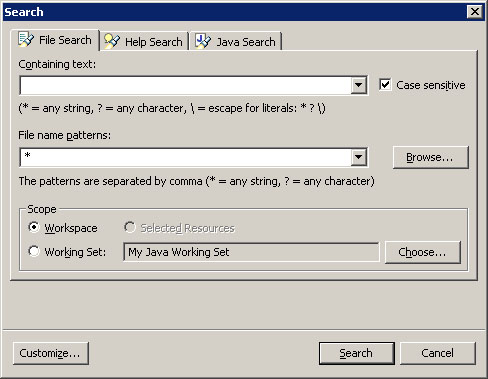 Search
File Search Help Search Java Search
Containing text:
Case sensitive
(* = any string, ? = any character, \ = escape for literals: * ? \)
File name patterns:
*
Browse...
The patterns are separated by comma (* = any string, ? = any character)
Scope
Workspace Selected Resources
Working Set: My Java Working Set Choose...
Customize... Search Cancel